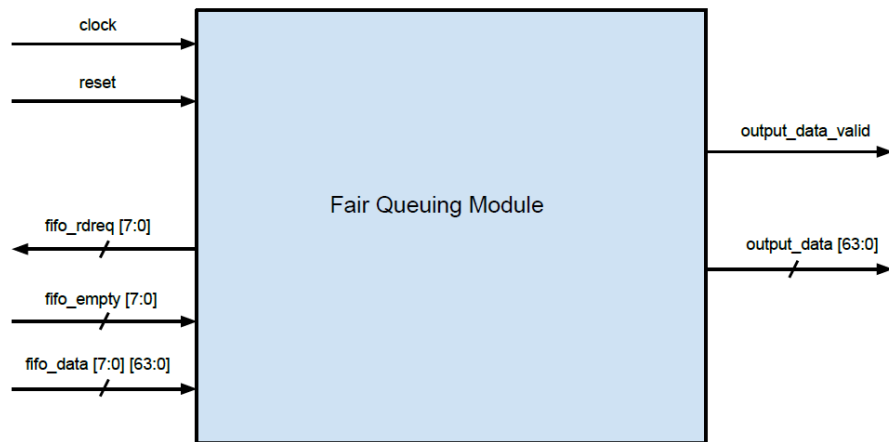 clock
reset
output_data_valid
Fair Queuing Module
fifo_rdreq [7:0]
output_data [63:0]
fifo_empty [7:0]
fifo_data [7:0] [63:0]